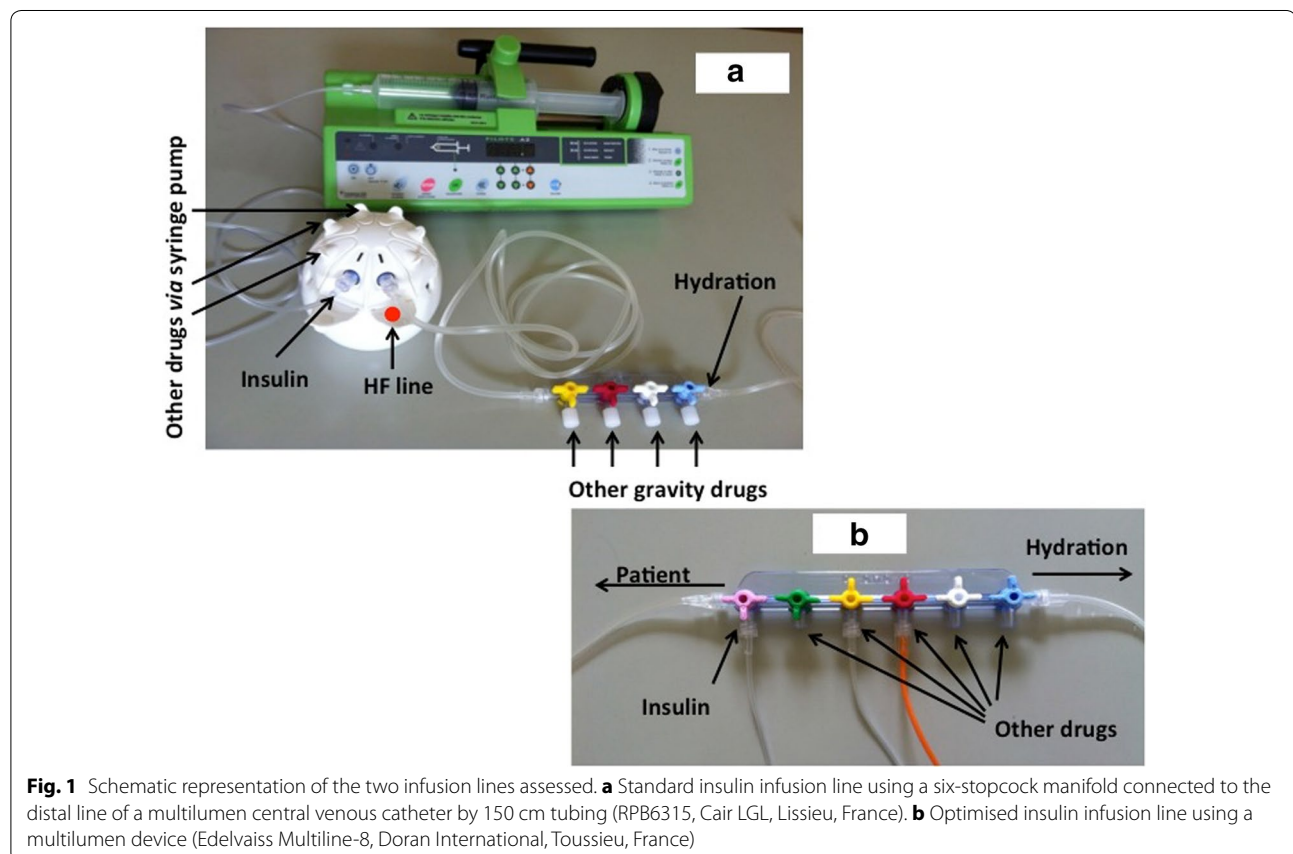 a
Other drugs via syringe pump
PILOTE A2
Hydration
Insulin
HF line
Other gravity drugs
b
Patient
Hydration
Insulin
Other drugs
Fig. 1 Schematic representation of the two infusion lines assessed. a Standard insulin infusion line using a six-stopcock manifold connected to the
distal line of a multilumen central venous catheter by 150 cm tubing (RPB6315, Cair LGL, Lissieu, France). b Optimised insulin infusion line using a
multilumen device (Edelvaiss Multiline-8, Doran International, Toussieu, France)